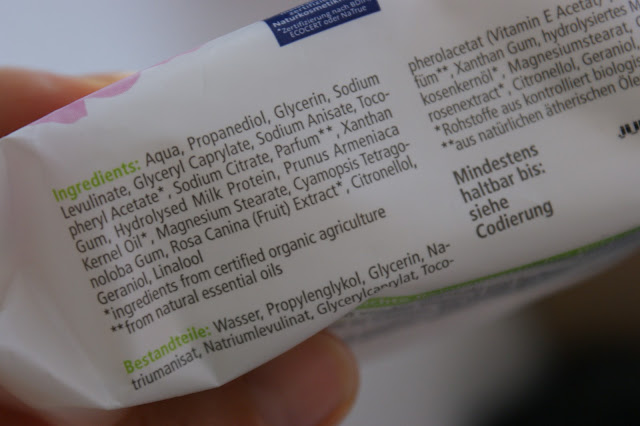 Naturkosmetik
*Zertifizierung nach BDIH
ECOCERT oder NaTrue
Ingredients: Aqua, Propanediol, Glycerin, Sodium
Levulinate, Glyceryl Caprylate, Sodium Anisate, Toco-
pheryl Acetate*, Sodium Citrate, Parfum**, Xanthan
Gum, Hydrolysed Milk Protein, Prunus Armeniaca
Kernel Oil*, Magnesium Stearate, Cyamopsis Tetrago-
noloba Gum, Rosa Canina (Fruit) Extract*, Citronellol,
Geraniol, Linalool
*ingredients from certified organic agriculture
**from natural essential oils
Bestandteile: Wasser, Propylenglykol, Glycerin, Na-
triumanisat, Natriumlevulinat, Glycerylcaprylat, Toco-
pherolacetat (Vitamin E Acetat)
füm**, Xanthan Gum, hydrolysiertes
kosenkernöl*, Magnesiumstearat,
rosenextract*, Citronellol, Geraniol
*Rohstoffe aus kontrolliert biologis
**aus natürlichen ätherischen Öle
Mindestens
haltbar bis:
siehe
Codierung